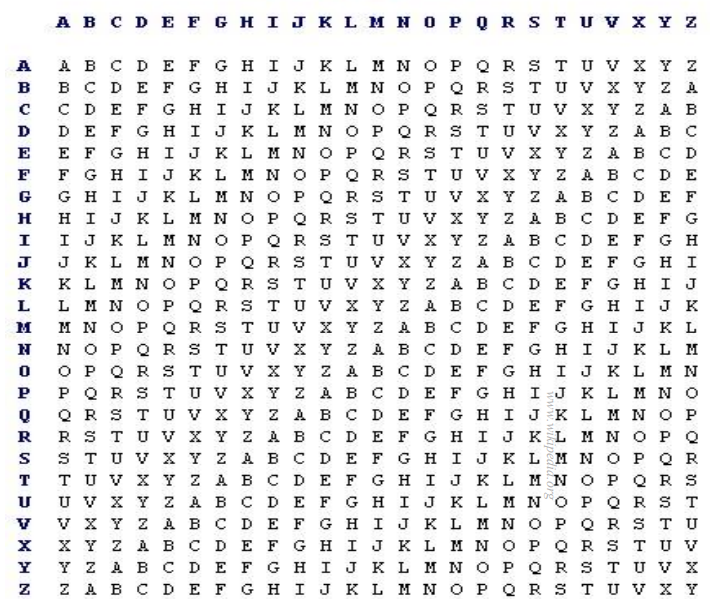 A B C D E F G H I J K L M N O P Q R S T U V X Y Z
A A B C D E F G H I J K L M N O P Q R S T U V X Y Z
B B C D E F G H I J K L M N O P Q R S T U V X Y Z A
C C D E F G H I J K L M N O P Q R S T U V X Y Z A B
D D E F G H I J K L M N O P Q R S T U V X Y Z A B C
E E F G H I J K L M N O P Q R S T U V X Y Z A B C D
F F G H I J K L M N O P Q R S T U V X Y Z A B C D E
G G H I J K L M N O P Q R S T U V X Y Z A B C D E F
H H I J K L M N O P Q R S T U V X Y Z A B C D E F G
I I J K L M N O P Q R S T U V X Y Z A B C D E F G H
J J K L M N O P Q R S T U V X Y Z A B C D E F G H I
K K L M N O P Q R S T U V X Y Z A B C D E F G H I J
L L M N O P Q R S T U V X Y Z A B C D E F G H I J K
M M N O P Q R S T U V X Y Z A B C D E F G H I J K L
N N O P Q R S T U V X Y Z A B C D E F G H I J K L M
O O P Q R S T U V X Y Z A B C D E F G H I J K L M N
P P Q R S T U V X Y Z A B C D E F G H I J K L M N O
Q Q R S T U V X Y Z A B C D E F G H I J K L M N O P
R R S T U V X Y Z A B C D E F G H I J K L M N O P Q
S S T U V X Y Z A B C D E F G H I J K L M N O P Q R
T T U V X Y Z A B C D E F G H I J K L M N O P Q R S
U U V X Y Z A B C D E F G H I J K L M N O P Q R S T
V V X Y Z A B C D E F G H I J K L M N O P Q R S T U
X X Y Z A B C D E F G H I J K L M N O P Q R S T U V
Y Y Z A B C D E F G H I J K L M N O P Q R S T U V X
Z Z A B C D E F G H I J K L M N O P Q R S T U V X Y
www.wikipedia.org